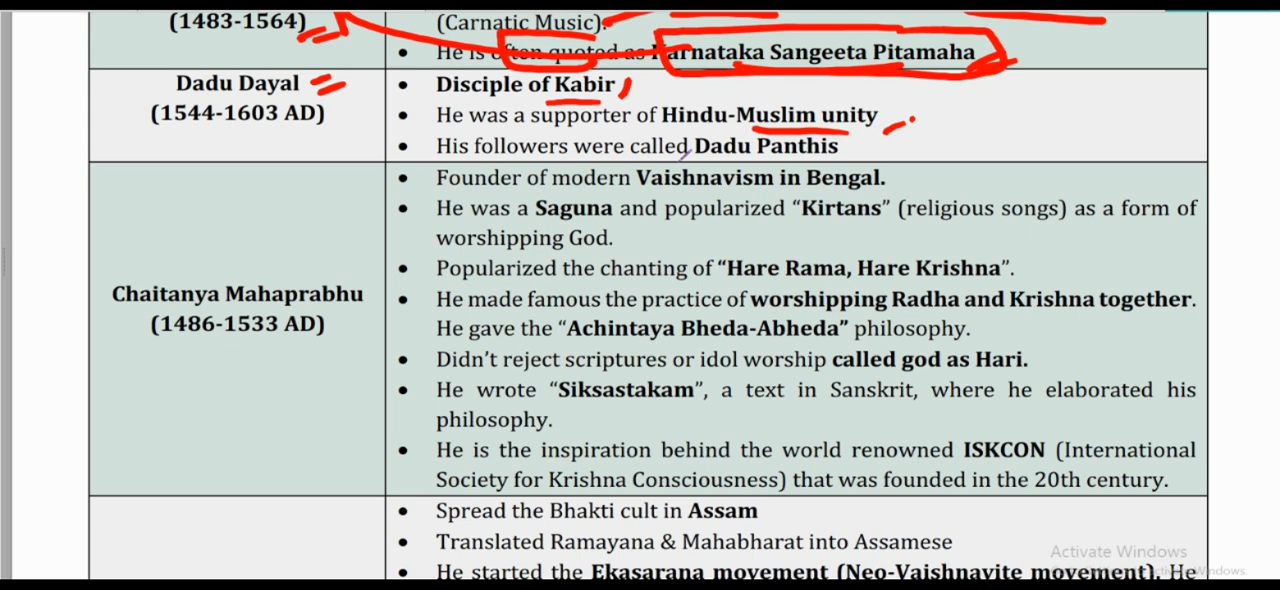 (1483-1564)
(Carnatic Music).
• He is often quoted as Karnataka Sangeeta Pitamaha
Dadu Dayal
(1544-1603 AD)
• Disciple of Kabir
• He was a supporter of Hindu-Muslim unity
• His followers were called Dadu Panthis
Chaitanya Mahaprabhu
(1486-1533 AD)
• Founder of modern Vaishnavism in Bengal.
• He was a Saguna and popularized “Kirtans” (religious songs) as a form of
worshipping God.
• Popularized the chanting of “Hare Rama, Hare Krishna”.
• He made famous the practice of worshipping Radha and Krishna together.
He gave the “Achintaya Bheda-Abheda” philosophy.
• Didn’t reject scriptures or idol worship called god as Hari.
• He wrote “Siksastakam”, a text in Sanskrit, where he elaborated his
philosophy.
• He is the inspiration behind the world renowned ISKCON (International
Society for Krishna Consciousness) that was founded in the 20th century.
• Spread the Bhakti cult in Assam
• Translated Ramayana & Mahabharat into Assamese
• He started the Ekasarana movement (Neo-Vaishnavite movement). He
Activate Windows